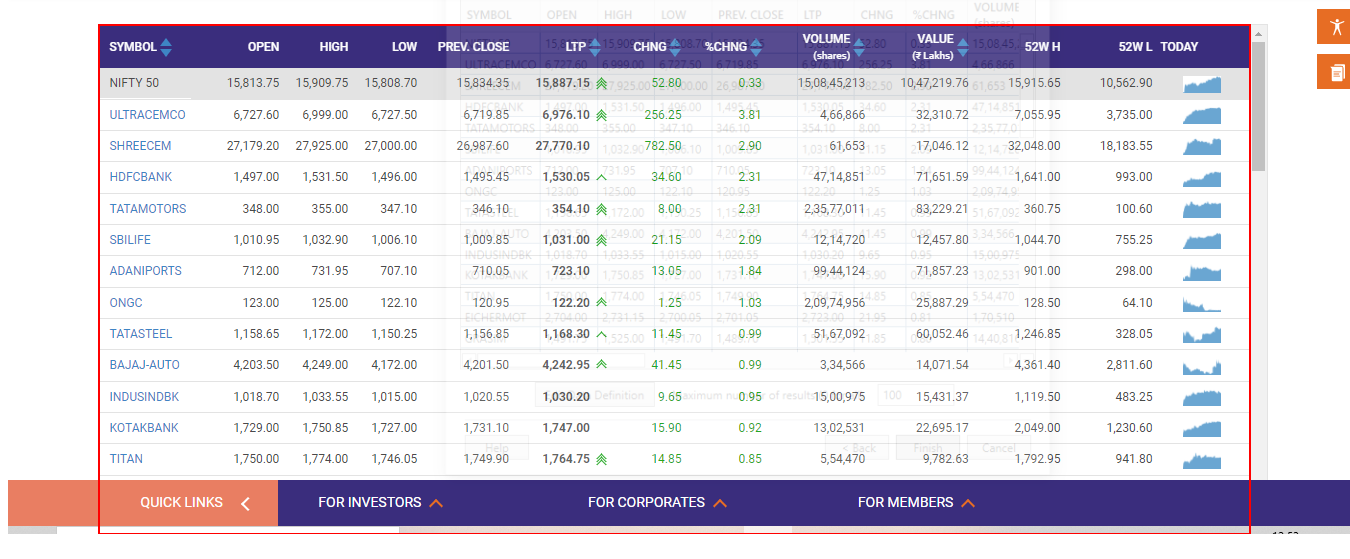 SYMBOL OPEN HIGH LOW PREV. CLOSE LTP CHNG %CHNG VOLUME (shares)
SYMBOL OPEN HIGH LOW PREV. CLOSE LTP CHNG %CHNG VOLUME (shares) VALUE (₹ Lakhs) 52W H 52W L TODAY
NIFTY 50 15,813.75 15,909.75 15,808.70 15,834.35 15,887.15 52.80 0.33 15,08,45,213 10,47,219.76 15,915.65 10,562.90
ULTRACEMCO 6,727.60 6,999.00 6,727.50 6,719.85 6,976.10 256.25 3.81 4,66,866 32,310.72 7,055.95 3,735.00
SHREECEM 27,179.20 27,925.00 27,000.00 26,987.60 27,770.10 782.50 2.90 61,653 17,046.12 32,048.00 18,183.55
HDFCBANK 1,497.00 1,531.50 1,496.00 1,495.45 1,530.05 34.60 2.31 47,14,851 71,651.59 1,641.00 993.00
TATAMOTORS 348.00 355.00 347.10 346.10 354.10 8.00 2.31 2,35,77,011 83,229.21 360.75 100.60
SBILIFE 1,010.95 1,032.90 1,006.10 1,009.85 1,031.00 21.15 2.09 12,14,720 12,457.80 1,044.70 755.25
ADANIPORTS 712.00 731.95 707.10 710.05 723.10 13.05 1.84 99,44,124 71,857.23 901.00 298.00
ONGC 123.00 125.00 122.10 120.95 122.20 1.25 1.03 2,09,74,956 25,887.29 128.50 64.10
TATASTEEL 1,158.65 1,172.00 1,150.25 1,156.85 1,168.30 11.45 0.99 51,67,092 60,052.46 1,246.85 328.05
BAJAJ-AUTO 4,203.50 4,249.00 4,172.00 4,201.50 4,242.95 41.45 0.99 3,34,566 14,071.54 4,361.40 2,811.60
INDUSINDBK 1,018.70 1,033.55 1,015.00 1,020.55 1,030.20 9.65 0.95 15,00,975 15,431.37 1,119.50 483.25
KOTAKBANK 1,729.00 1,750.85 1,727.00 1,731.10 1,747.00 15.90 0.92 13,02,531 22,695.17 2,049.00 1,230.60
TITAN 1,750.00 1,774.00 1,746.05 1,749.90 1,764.75 14.85 0.85 5,54,470 9,782.63 1,792.95 941.80
QUICK LINKS FOR INVESTORS FOR CORPORATES FOR MEMBERS